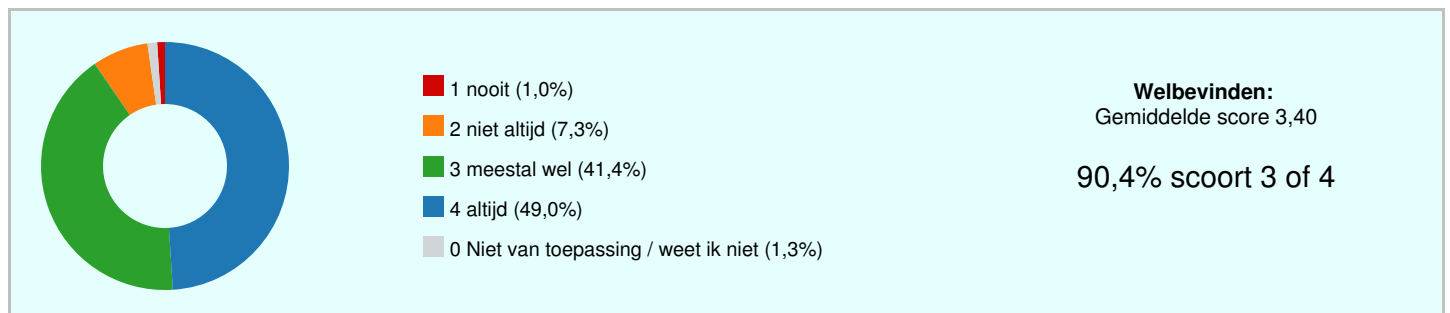 1 nooit (1,0%)
2 niet altijd (7,3%)
3 meestal wel (41,4%)
4 altijd (49,0%)
0 Niet van toepassing / weet ik niet (1,3%)
Welbevinden:
Gemiddelde score 3,40
90,4% scoort 3 of 4